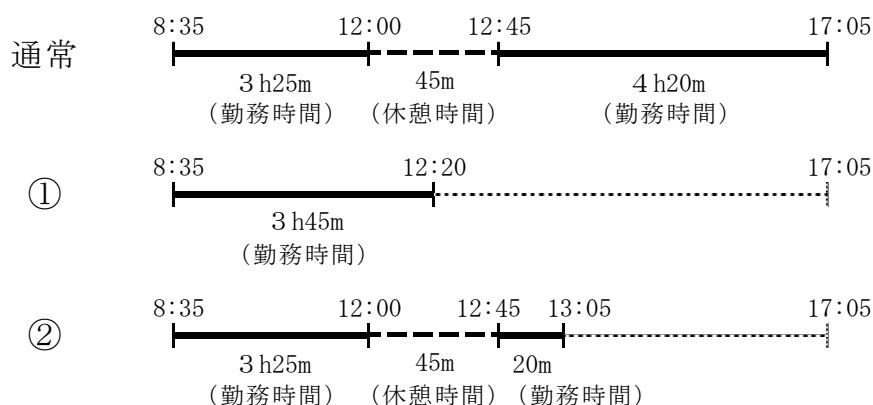 8:35 12:00 12:45 17:05
通常
3h25m 45m 4h20m
(勤務時間) (休憩時間) (勤務時間)
8:35 12:20 17:05
①
3h45m
(勤務時間)
8:35 12:00 12:45 13:05 17:05
②
3h25m 45m 20m
(勤務時間) (休憩時間) (勤務時間)